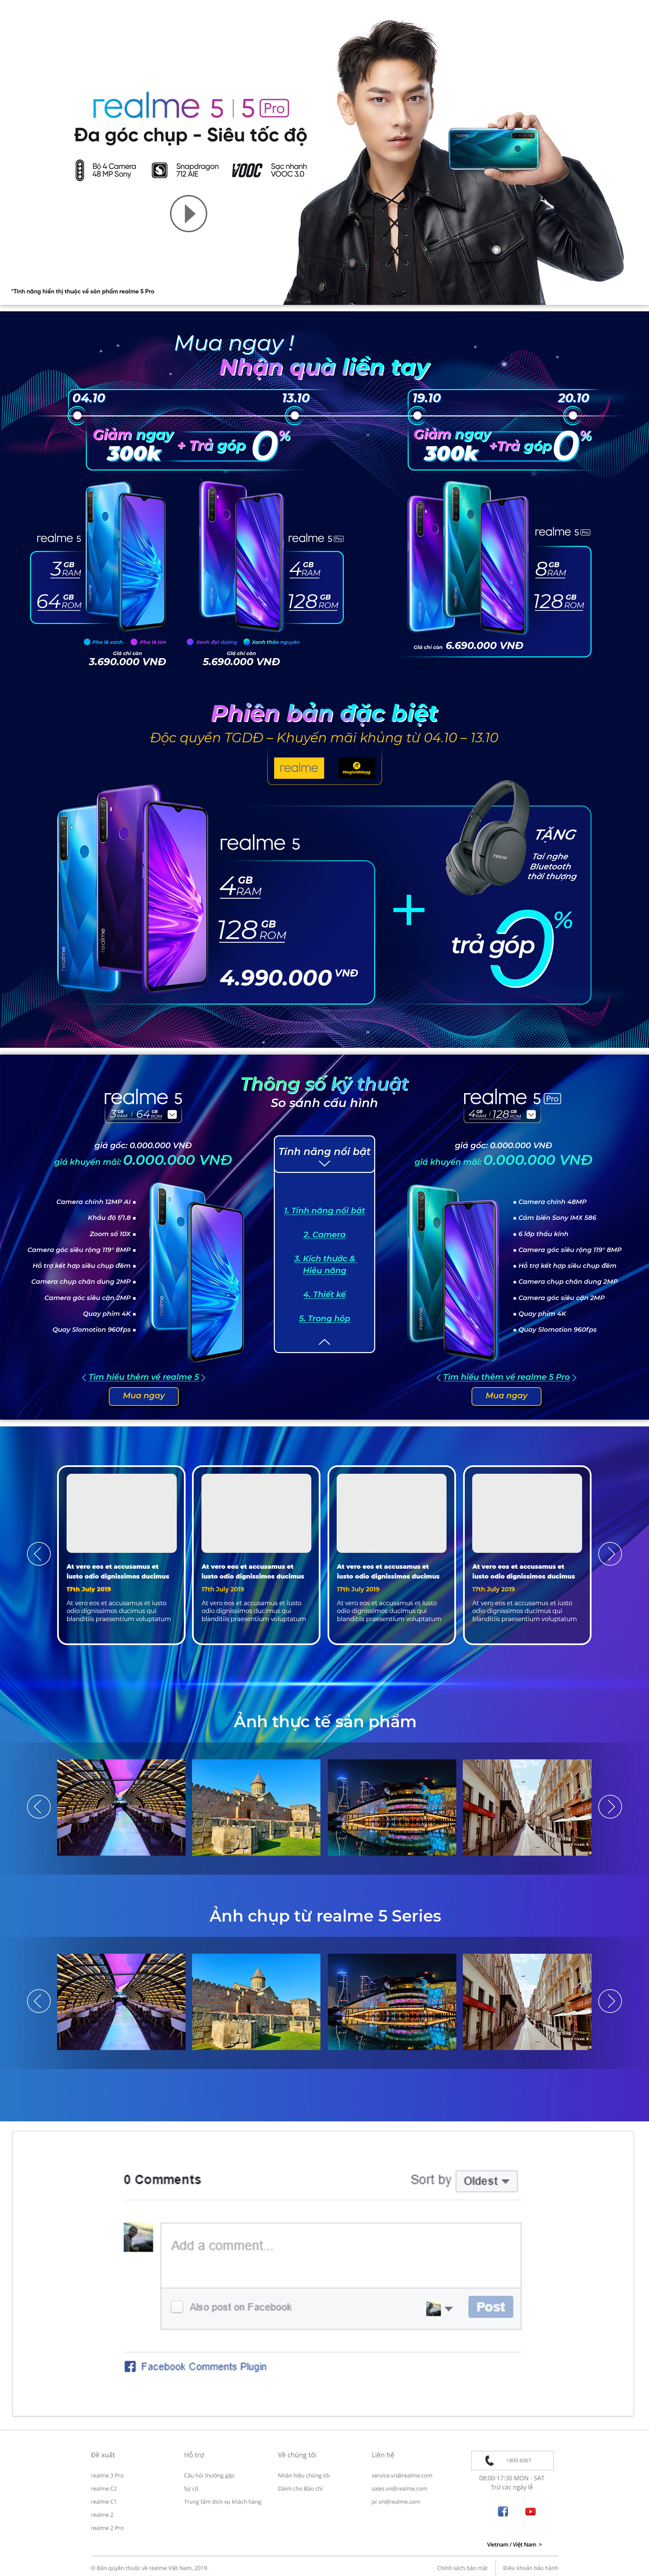 realme 5 | 5 Pro
Đa góc chụp - Siêu tốc độ
Bộ 4 Camera
48 MP Sony
Snapdragon
712 AIE
VOOC
Sạc nhanh
VOOC 3.0
*Tính năng hiển thị thuộc về sản phẩm realme 5 Pro
Mua ngay !
Nhận quà liền tay
04.10
13.10
Giảm ngay
300k
+ Trả góp 0%
19.10
20.10
Giảm ngay
300k
+Trả góp 0%
realme 5
3 GB RAM
64 GB ROM
realme 5 Pro
4 GB RAM
128 GB ROM
Pha lê xanh
Pha lê tím
Giá chỉ còn
3.690.000 VNĐ
Xanh đại dương
Xanh thần nguyên
Giá chỉ còn
5.690.000 VNĐ
realme 5 Pro
8 GB RAM
128 GB ROM
Giá chỉ còn 6.690.000 VNĐ
Phiên bản đặc biệt
Độc quyền TGDĐ – Khuyến mãi khủng từ 04.10 – 13.10
realme
thegioididong
realme 5
4 GB RAM
128 GB ROM
4.990.000 VNĐ
+
TẶNG
Tai nghe
Bluetooth
thời thượng
trả góp 0%
Thông số kỹ thuật
So sánh cấu hình
realme 5
3 GB RAM | 64 GB ROM
giá gốc: 0.000.000 VNĐ
giá khuyến mãi: 0.000.000 VNĐ
Camera chính 12MP AI
Khẩu độ f/1.8
Zoom số 10X
Camera góc siêu rộng 119° 8MP
Hỗ trợ kết hợp siêu chụp đêm
Camera chụp chân dung 2MP
Camera góc siêu cận 2MP
Quay phim 4K
Quay Slomotion 960fps
Tìm hiểu thêm về realme 5
Mua ngay
Tính năng nổi bật
1. Tính năng nổi bật
2. Camera
3. Kích thước &
Hiệu năng
4. Thiết kế
5. Trong hộp
realme 5 Pro
4 GB RAM | 128 GB ROM
giá gốc: 0.000.000 VNĐ
giá khuyến mãi: 0.000.000 VNĐ
Camera chính 48MP
Cảm biến Sony IMX 586
6 lớp thấu kính
Camera góc siêu rộng 119° 8MP
Hỗ trợ kết hợp siêu chụp đêm
Camera chụp chân dung 2MP
Camera góc siêu cận 2MP
Quay phim 4K
Quay Slomotion 960fps
Tìm hiểu thêm về realme 5 Pro
Mua ngay
At vero eos et accusamus et
iusto odio dignissimos ducimus
17th July 2019
At vero eos et accusamus et iusto
odio dignissimos ducimus qui
blanditiis praesentium voluptatum
At vero eos et accusamus et
iusto odio dignissimos ducimus
17th July 2019
At vero eos et accusamus et iusto
odio dignissimos ducimus qui
blanditiis praesentium voluptatum
At vero eos et accusamus et
iusto odio dignissimos ducimus
17th July 2019
At vero eos et accusamus et iusto
odio dignissimos ducimus qui
blanditiis praesentium voluptatum
At vero eos et accusamus et
iusto odio dignissimos ducimus
17th July 2019
At vero eos et accusamus et iusto
odio dignissimos ducimus qui
blanditiis praesentium voluptatum
Ảnh thực tế sản phẩm
Ảnh chụp từ realme 5 Series
0 Comments
Sort by Oldest
Add a comment...
Also post on Facebook
Post
Facebook Comments Plugin
Đề xuất
realme 3 Pro
realme C2
realme C1
realme 2
realme 2 Pro
Hỗ trợ
Câu hỏi thường gặp
Sự cố
Trung tâm dịch vụ khách hàng
Về chúng tôi
Nhãn hiệu chúng tôi
Dành cho Báo chí
Liên hệ
service.vn@realme.com
sales.vn@realme.com
pr.vn@realme.com
1800 6067
08:00-17:30 MON - SAT
Trừ các ngày lễ
Vietnam / Việt Nam >
© Bản quyền thuộc về realme Việt Nam, 2019.
Chính sách bảo mật
Điều khoản bảo hành